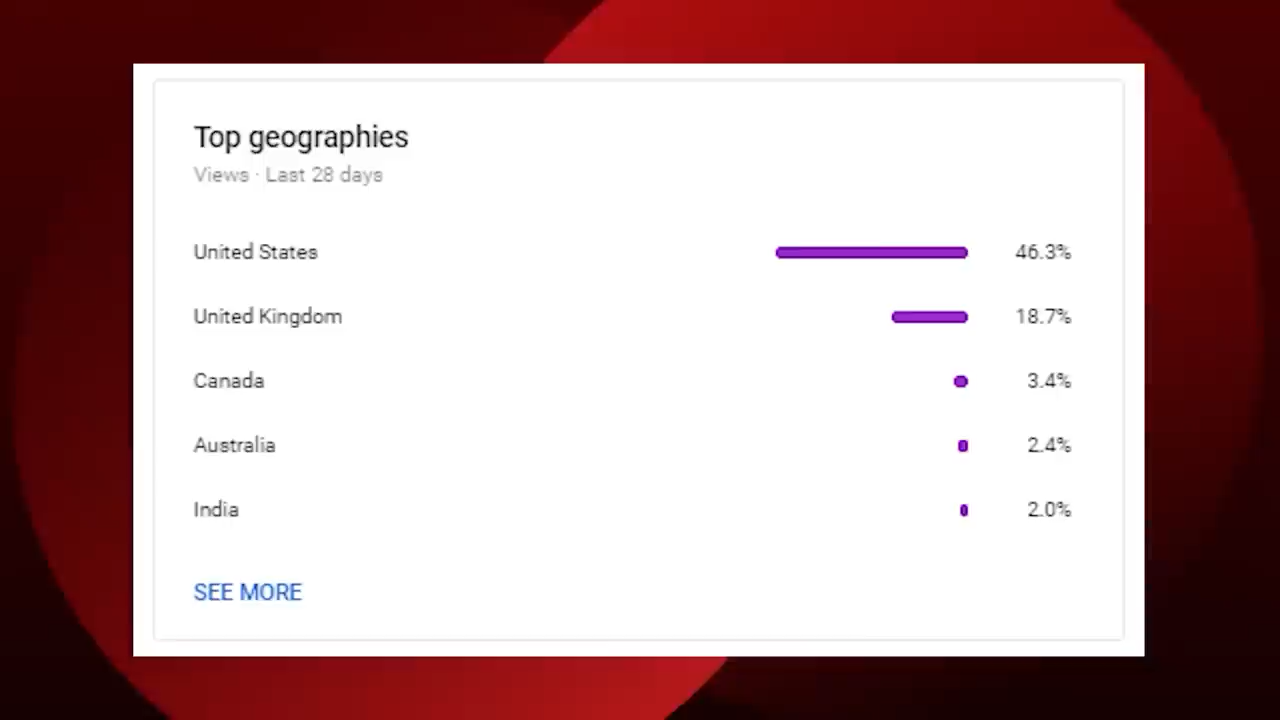 Top geographies
Views · Last 28 days
United States 46.3%
United Kingdom 18.7%
Canada 3.4%
Australia 2.4%
India 2.0%
SEE MORE